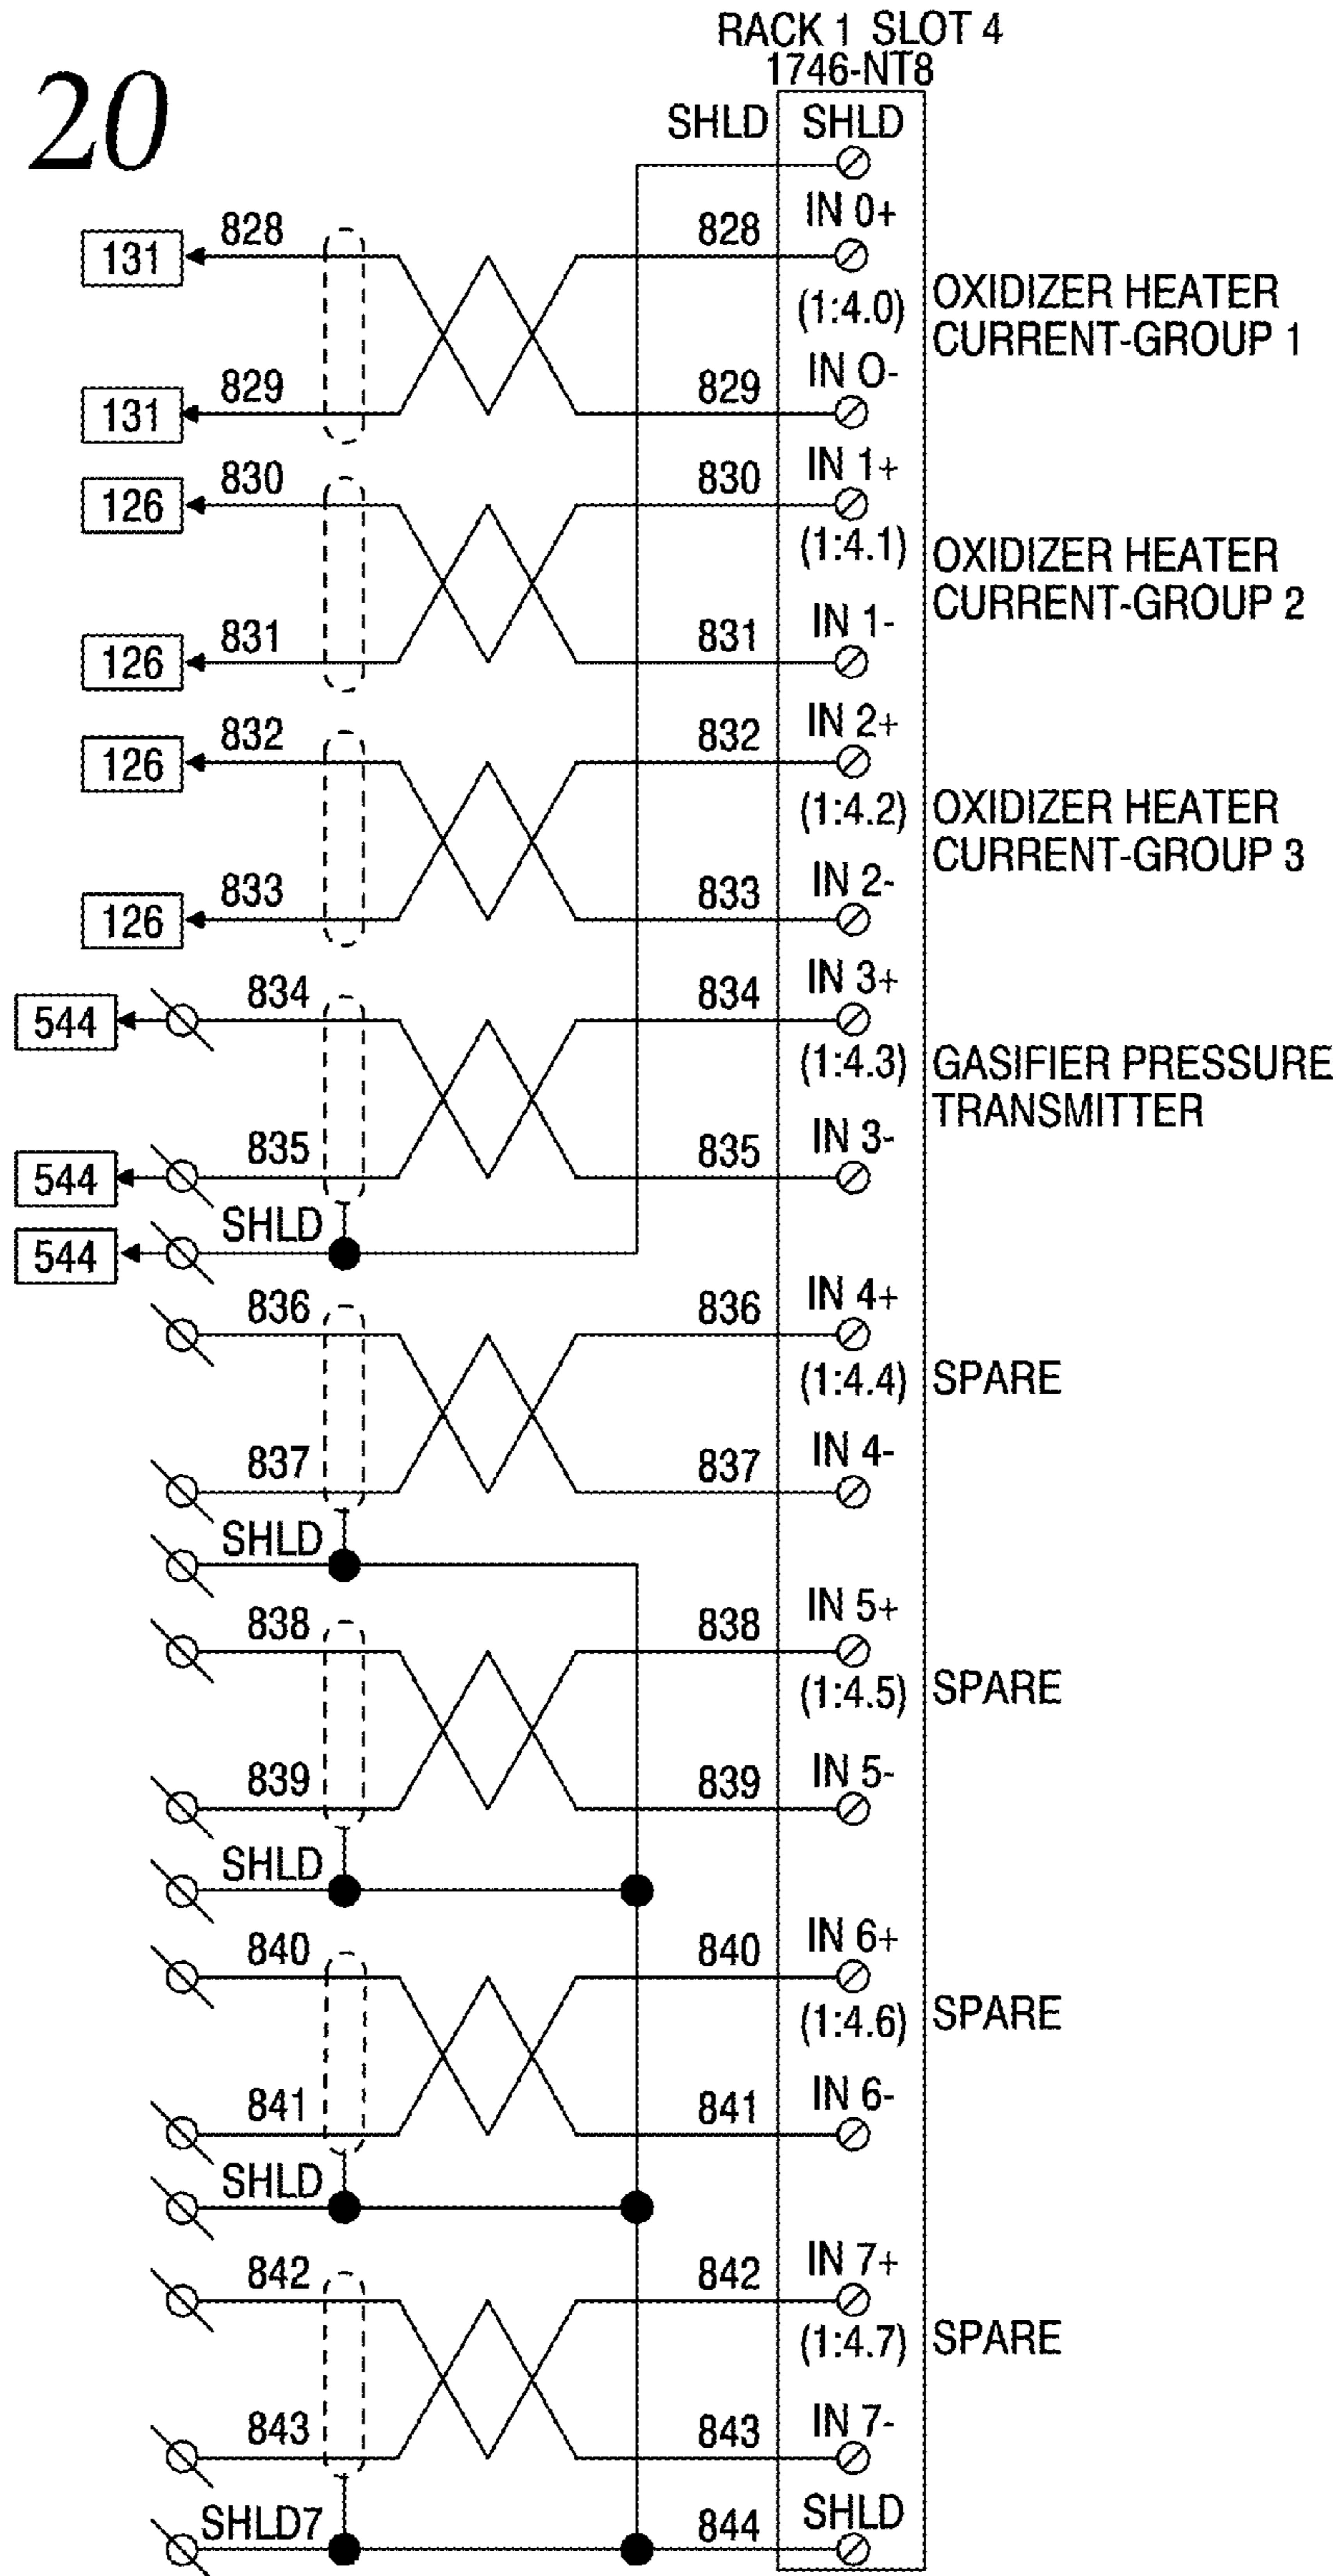 20
RACK 1 SLOT 4
1746-NT8
SHLD SHLD
828 828 IN 0+
131
(1:4.0) OXIDIZER HEATER
CURRENT-GROUP 1
829 829 IN O-
131
830 830 IN 1+
126
(1:4.1) OXIDIZER HEATER
CURRENT-GROUP 2
831 831 IN 1-
126
832 832 IN 2+
126
(1:4.2) OXIDIZER HEATER
CURRENT-GROUP 3
833 833 IN 2-
126
834 834 IN 3+
544
(1:4.3) GASIFIER PRESSURE
TRANSMITTER
835 835 IN 3-
544
SHLD
544
836 836 IN 4+
(1:4.4) SPARE
837 837 IN 4-
SHLD
838 838 IN 5+
(1:4.5) SPARE
839 839 IN 5-
SHLD
840 840 IN 6+
(1:4.6) SPARE
841 841 IN 6-
SHLD
842 842 IN 7+
(1:4.7) SPARE
843 843 IN 7-
SHLD7 844 SHLD